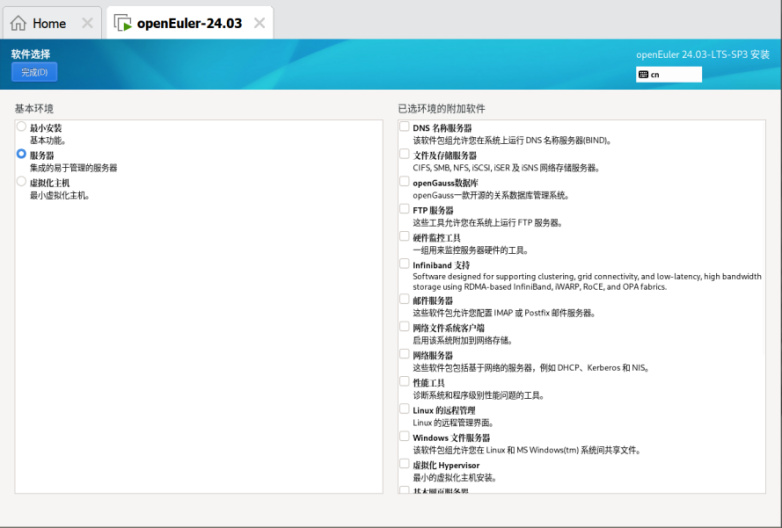 Home
openEuler-24.03
软件选择
完成(D)
openEuler 24.03-LTS-SP3 安装
cn
基本环境
最小安装
基本功能。
服务器
集成的易于管理的服务器
虚拟化主机
最小虚拟化主机。
已选环境的附加软件
DNS 名称服务器
该软件包组允许您在系统上运行 DNS 名称服务器(BIND)。
文件及存储服务器
CIFS, SMB, NFS, iSCSI, iSER 及 iSNS 网络存储服务器。
openGauss数据库
openGauss一款开源的关系数据库管理系统。
FTP 服务器
这些工具允许您在系统上运行 FTP 服务器。
硬件监控工具
一组用来监控服务器硬件的工具。
Infiniband 支持
Software designed for supporting clustering, grid connectivity, and low-latency, high bandwidth
storage using RDMA-based InfiniBand, iWARP, RoCE, and OPA fabrics.
邮件服务器
这些软件包允许您配置 IMAP 或 Postfix 邮件服务器。
网络文件系统客户端
启用该系统附加到网络存储。
网络服务器
这些软件包包括基于网络的服务器，例如 DHCP、Kerberos 和 NIS。
性能工具
诊断系统和程序级别性能问题的工具。
Linux 的远程管理
Linux 的远程管理界面。
Windows 文件服务器
该软件包组允许您在 Linux 和 MS Windows(tm) 系统间共享文件。
虚拟化 Hypervisor
最小的虚拟化主机安装。
基本网页服务器